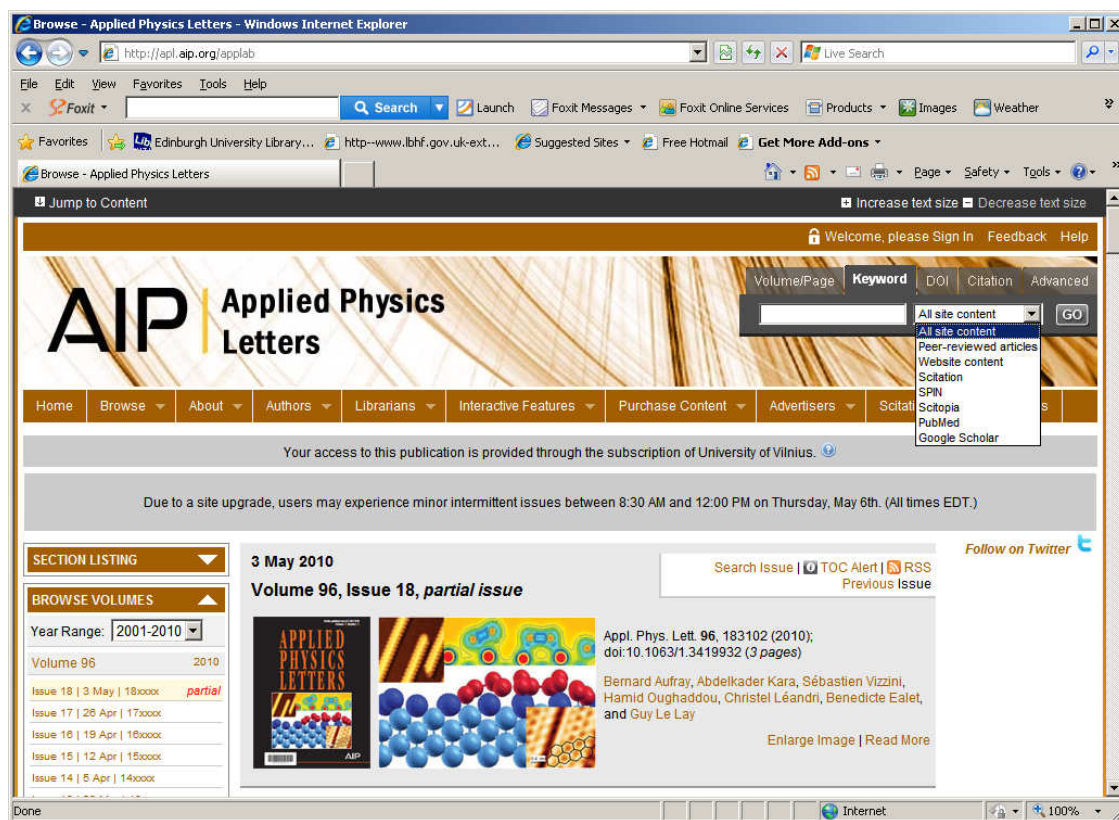 Browse - Applied Physics Letters - Windows Internet Explorer
http://apl.aip.org/applab
Live Search
File Edit View Favorites Tools Help
Foxit Search Launch Foxit Messages Foxit Online Services Products Images Weather
Favorites Edinburgh University Library... http--www.lbhf.gov.uk-ext... Suggested Sites Free Hotmail Get More Add-ons
Browse - Applied Physics Letters Page Safety Tools
Jump to Content Increase text size Decrease text size
Welcome, please Sign In Feedback Help
Volume/Page Keyword DOI Citation Advanced
AIP Applied Physics Letters
All site content GO
All site content
Peer-reviewed articles
Website content
Scitation
SPIN
Scitopia
PubMed
Google Scholar
Home Browse About Authors Librarians Interactive Features Purchase Content Advertisers
Your access to this publication is provided through the subscription of University of Vilnius.
Due to a site upgrade, users may experience minor intermittent issues between 8:30 AM and 12:00 PM on Thursday, May 6th. (All times EDT.)
Follow on Twitter
SECTION LISTING
BROWSE VOLUMES
Year Range: 2001-2010
Volume 96 2010
Issue 18 | 3 May | 18xxxx partial
Issue 17 | 26 Apr | 17xxxx
Issue 16 | 19 Apr | 16xxxx
Issue 15 | 12 Apr | 15xxxx
Issue 14 | 5 Apr | 14xxxx
3 May 2010
Volume 96, Issue 18, partial issue
Search Issue | TOC Alert | RSS
Previous Issue
APPLIED
PHYSICS
LETTERS
AIP
Appl. Phys. Lett. 96, 183102 (2010);
doi:10.1063/1.3419932 (3 pages)
Bernard Aufray, Abdelkader Kara, Sébastien Vizzini,
Hamid Oughaddou, Christel Léandri, Benedicte Ealet,
and Guy Le Lay
Enlarge Image | Read More
Done Internet 100%